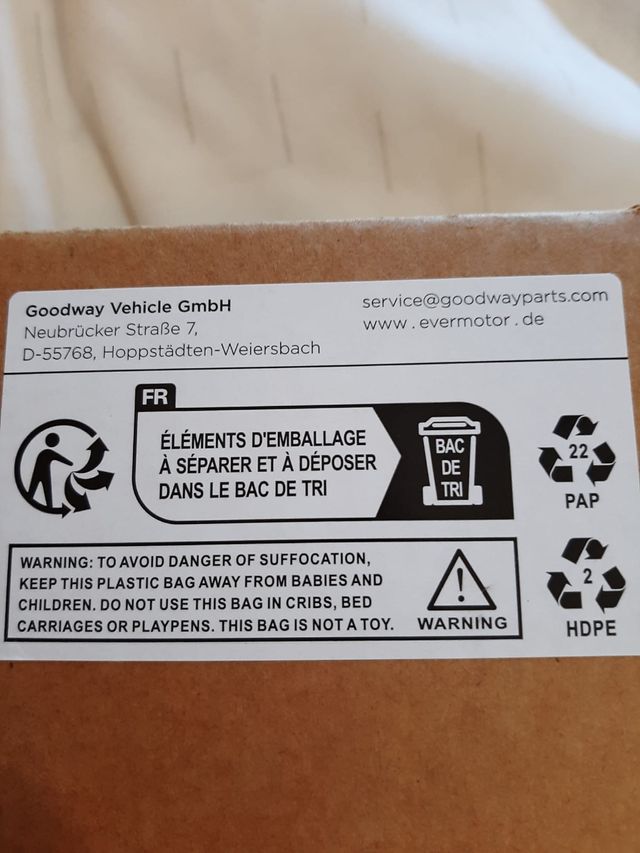 Goodway Vehicle GmbH
Neubrücker Straße 7,
D-55768, Hoppstädten-Weiersbach
service@goodwayparts.com
www.evermotor.de
FR
ÉLÉMENTS D'EMBALLAGE
À SÉPARER ET À DÉPOSER
DANS LE BAC DE TRI
BAC
DE
TRI
22
PAP
WARNING: TO AVOID DANGER OF SUFFOCATION,
KEEP THIS PLASTIC BAG AWAY FROM BABIES AND
CHILDREN. DO NOT USE THIS BAG IN CRIBS, BED
CARRIAGES OR PLAYPENS. THIS BAG IS NOT A TOY.
!
WARNING
2
HDPE